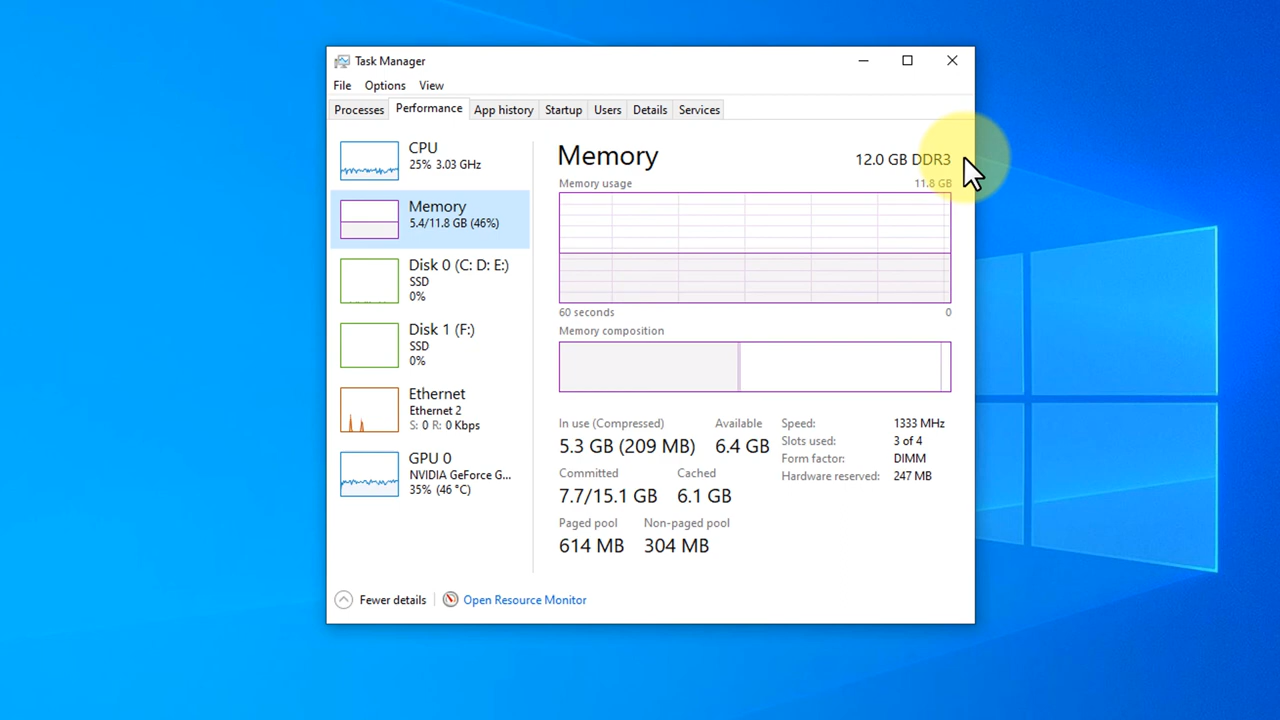 Task Manager
File Options View
Processes Performance App history Startup Users Details Services
CPU
25% 3.03 GHz
Memory
5.4/11.8 GB (46%)
Disk 0 (C: D: E:)
SSD
0%
Disk 1 (F:)
SSD
0%
Ethernet
Ethernet 2
S: 0 R: 0 Kbps
GPU 0
NVIDIA GeForce G...
35% (46 °C)
Memory 12.0 GB DDR3
Memory usage 11.8 GB
60 seconds 0
Memory composition
In use (Compressed) Available
5.3 GB (209 MB) 6.4 GB
Committed Cached
7.7/15.1 GB 6.1 GB
Paged pool Non-paged pool
614 MB 304 MB
Speed: 1333 MHz
Slots used: 3 of 4
Form factor: DIMM
Hardware reserved: 247 MB
Fewer details Open Resource Monitor